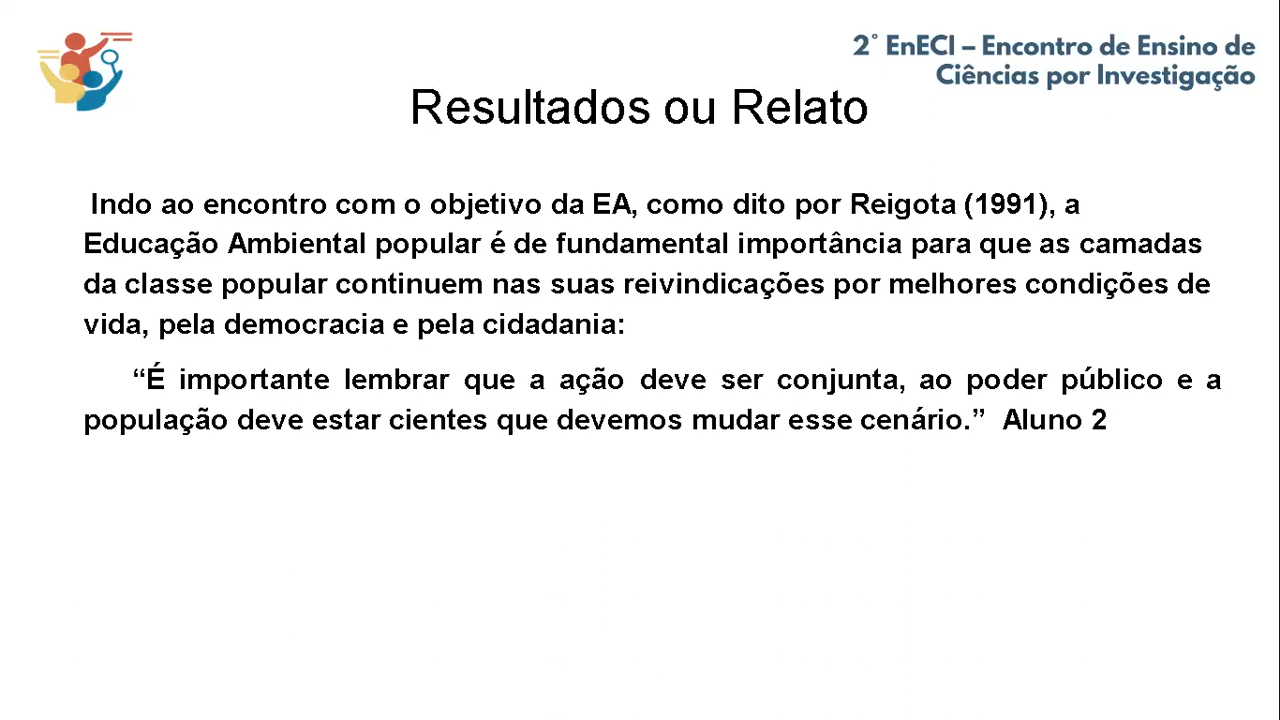 2° EnECI – Encontro de Ensino de
Ciências por Investigação
Resultados ou Relato
Indo ao encontro com o objetivo da EA, como dito por Reigota (1991), a
Educação Ambiental popular é de fundamental importância para que as camadas
da classe popular continuem nas suas reivindicações por melhores condições de
vida, pela democracia e pela cidadania:
“É importante lembrar que a ação deve ser conjunta, ao poder público e a
população deve estar cientes que devemos mudar esse cenário.” Aluno 2